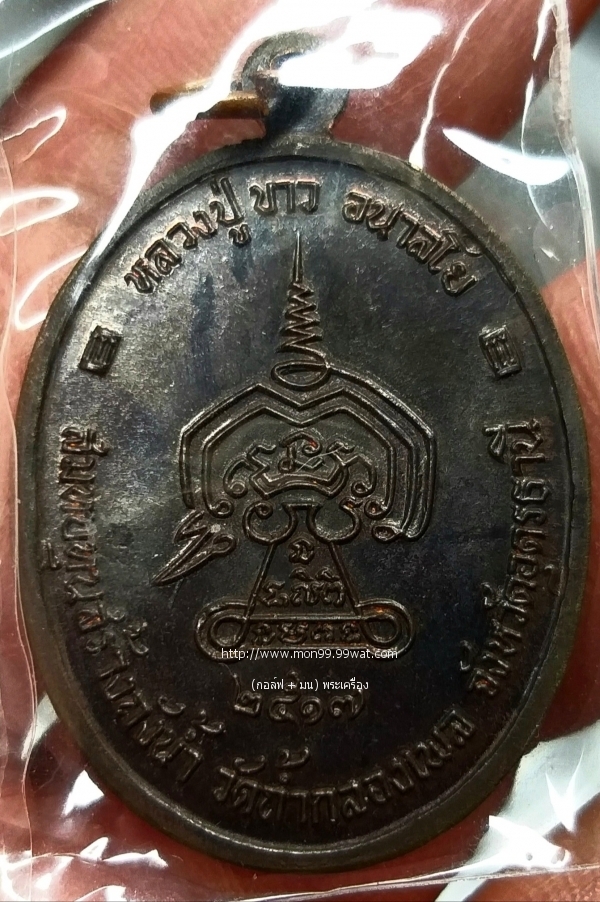 หลวงปู่ ขาว อนาลโย
สมทบทุนสร้างถังน้ำ วัดถ้ำกลองเพล จังหวัดอุดรธานี
๒๕๑๗
http://www.mon99.99wat.com
(กอล์ฟ + มน) พระเครื่อง